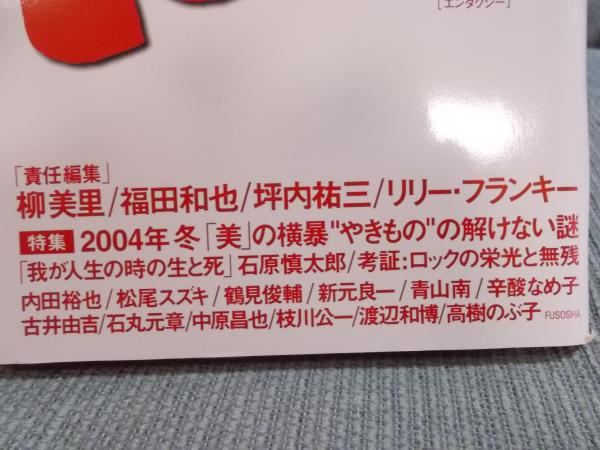 [エンタクシー]
「責任編集」
柳美里/福田和也/坪内祐三/リリー・フランキー
特集 2004年冬「美」の横暴"やきもの"の解けない謎
「我が人生の時の生と死」石原慎太郎/考証:ロックの栄光と無残
内田裕也/松尾スズキ/鶴見俊輔/新元良一/青山南/辛酸なめ子
古井由吉/石丸元章/中原昌也/枝川公一/渡辺和博/高樹のぶ子 FUSOSHA